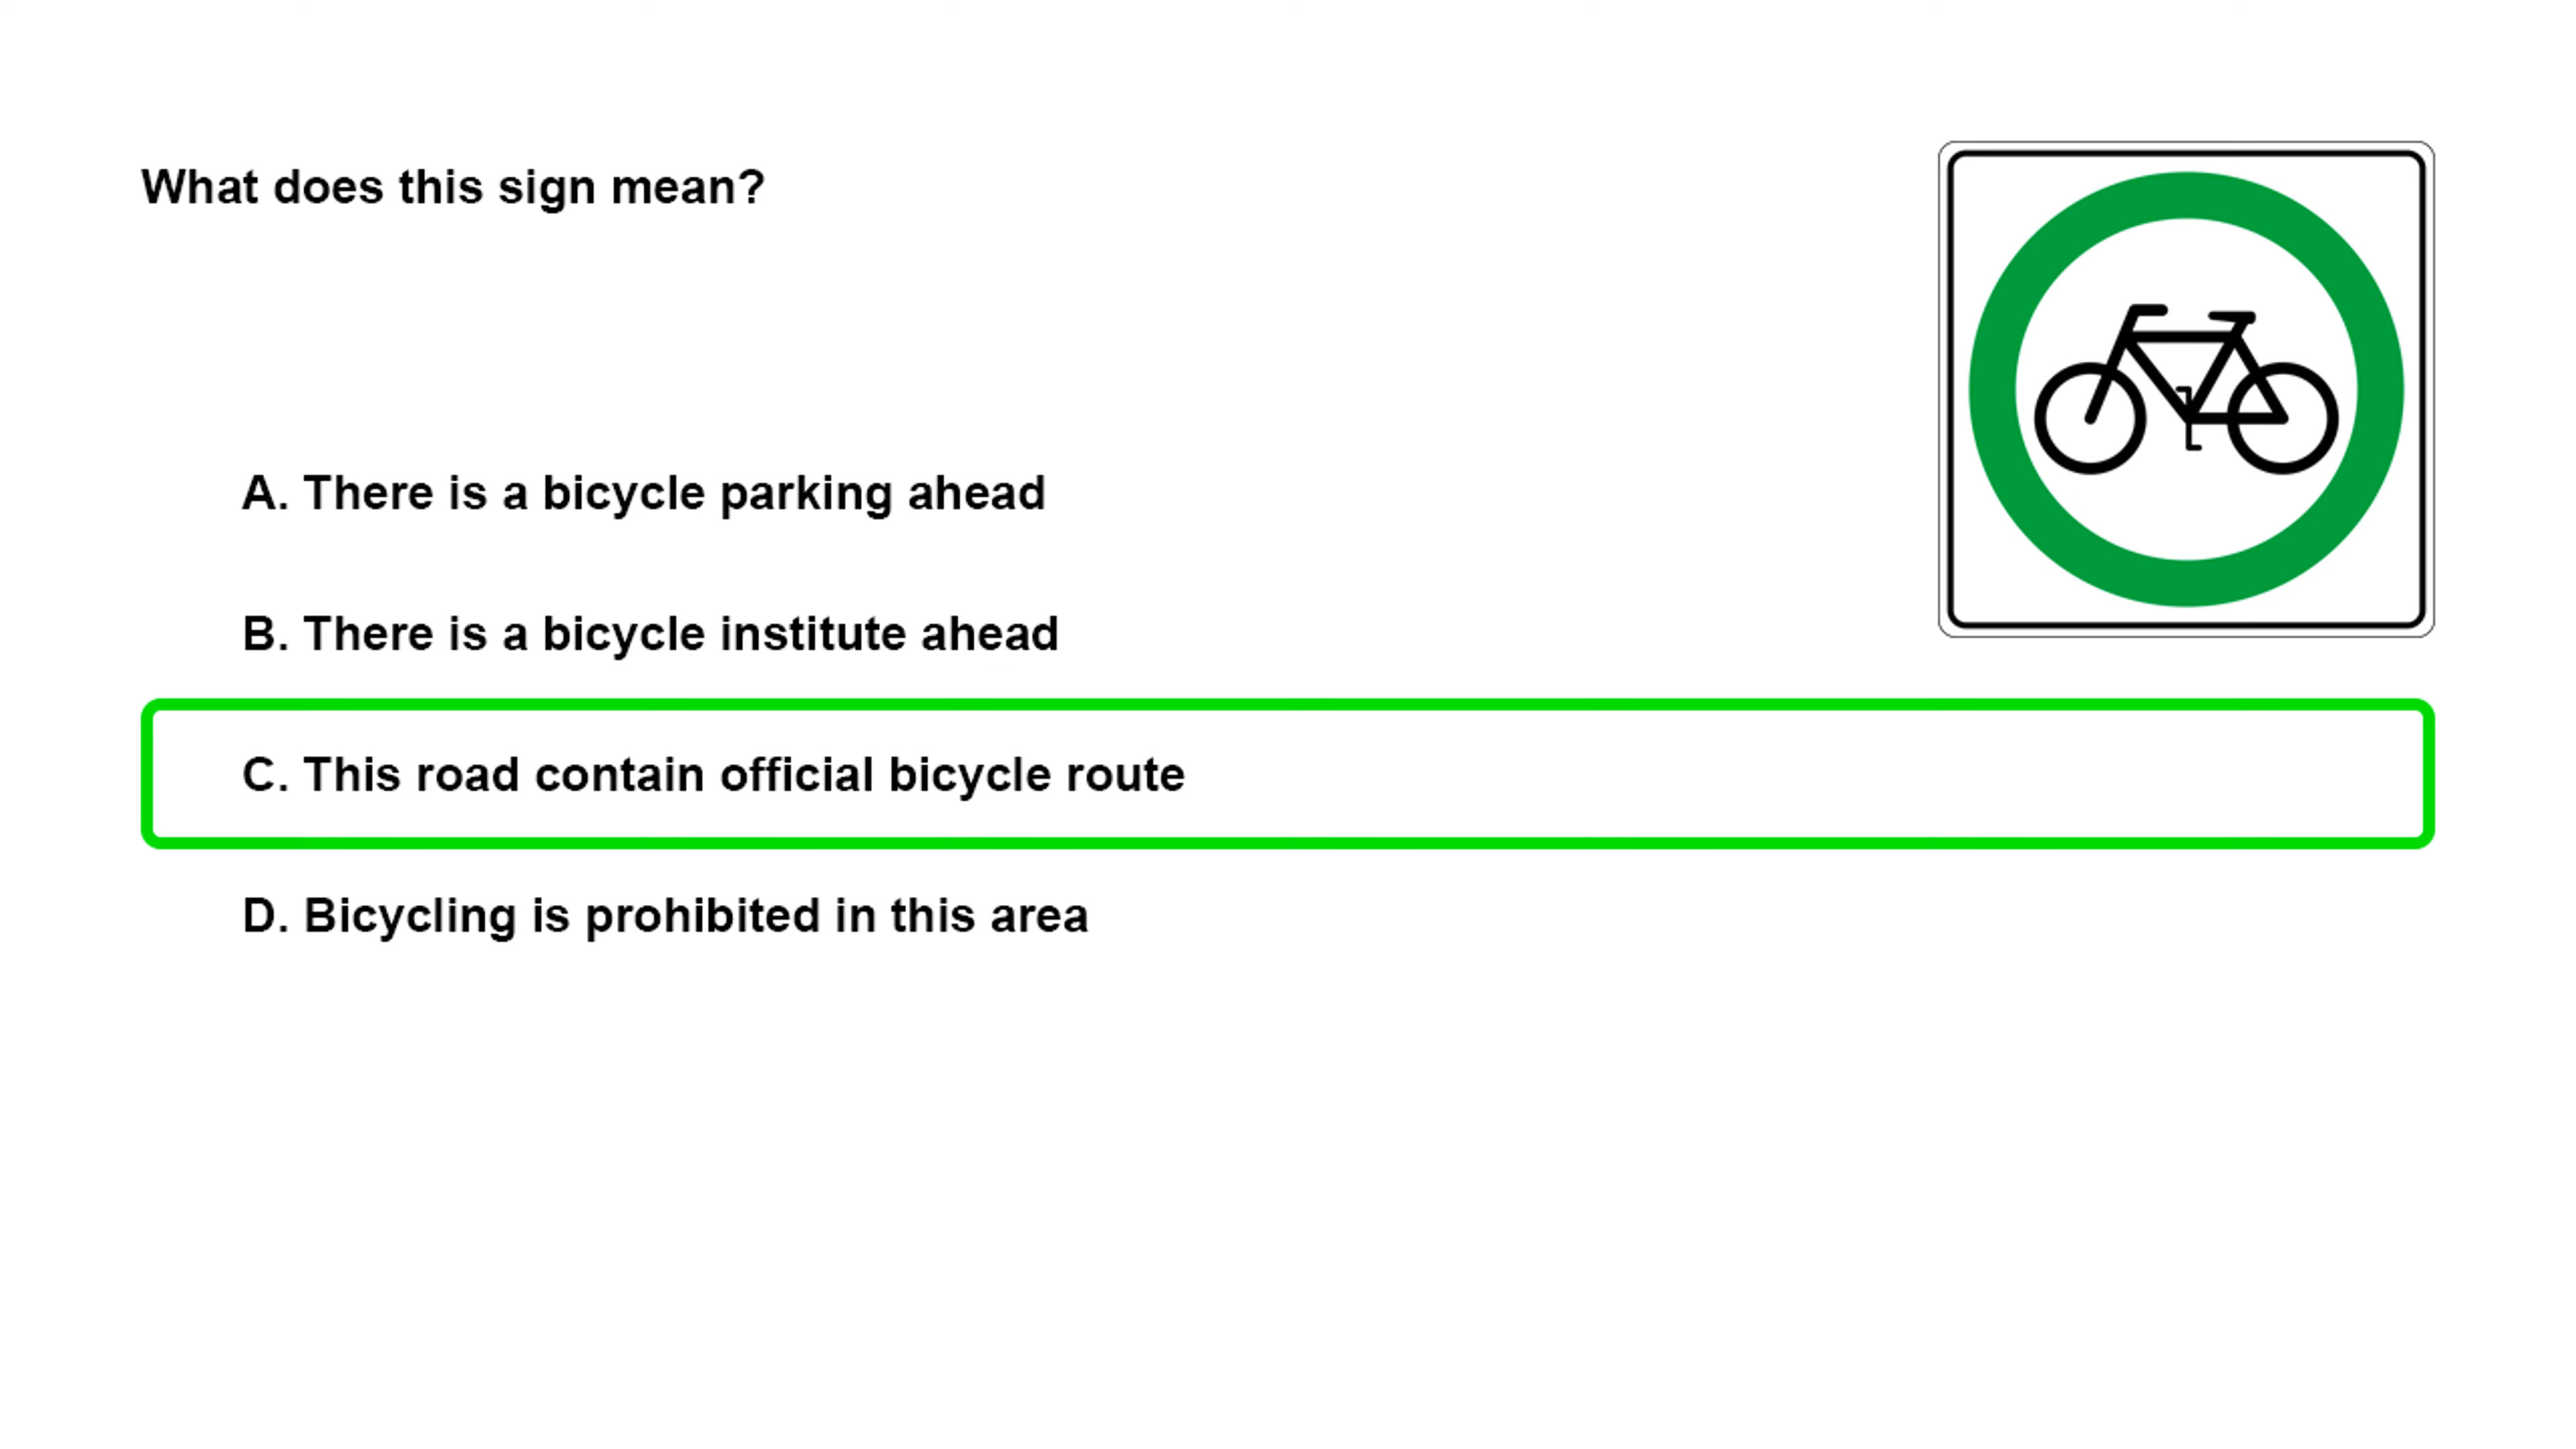 What does this sign mean?
A. There is a bicycle parking ahead
B. There is a bicycle institute ahead
C. This road contain official bicycle route
D. Bicycling is prohibited in this area